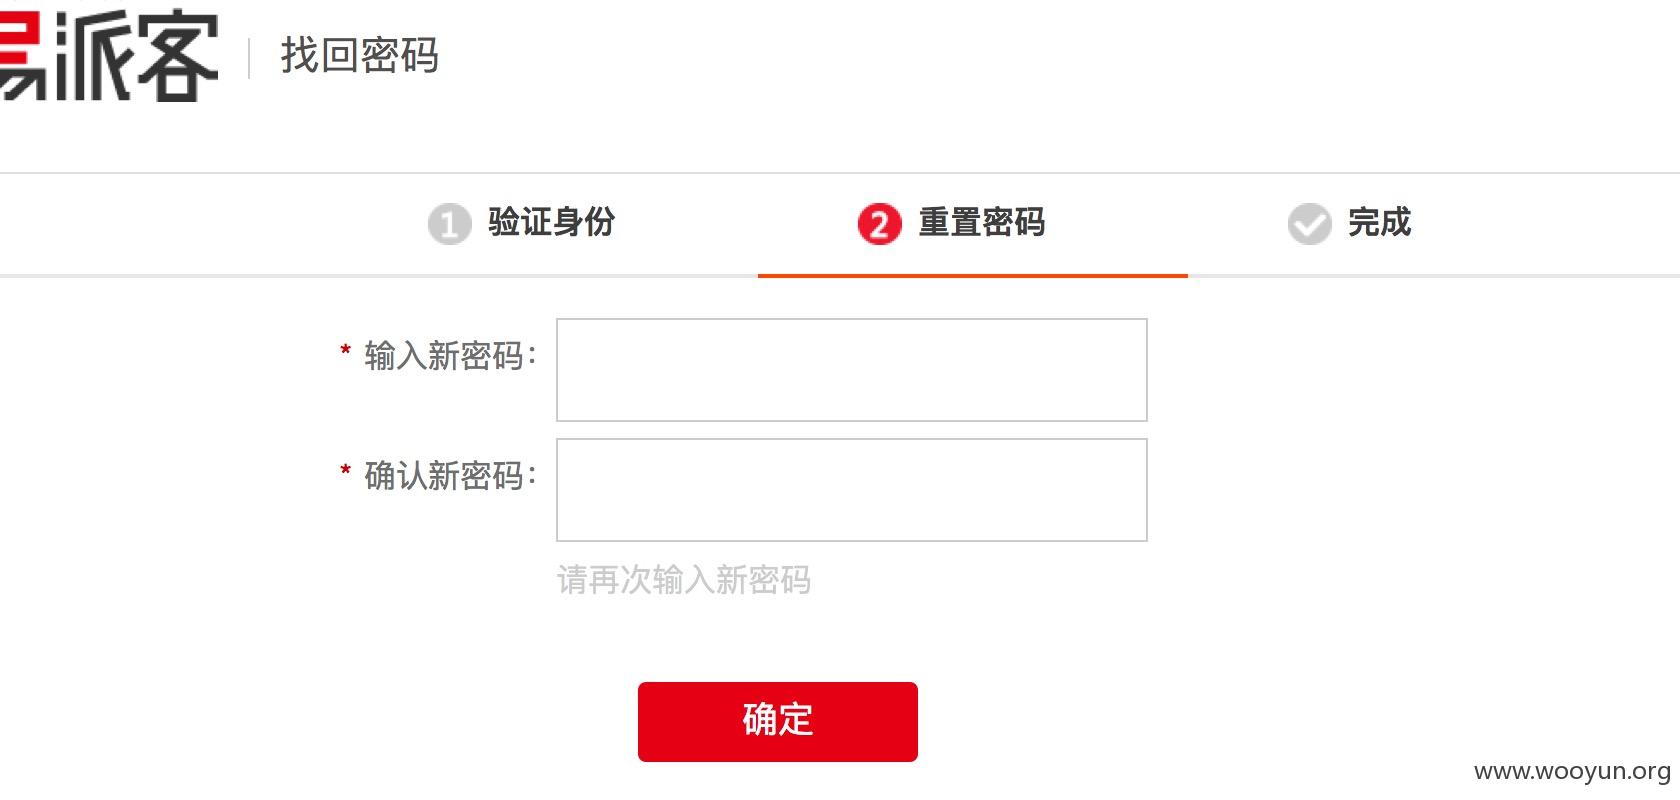 易派客
找回密码
1 验证身份
2 重置密码
完成
* 输入新密码：
* 确认新密码：
请再次输入新密码
确定
www.wooyun.org